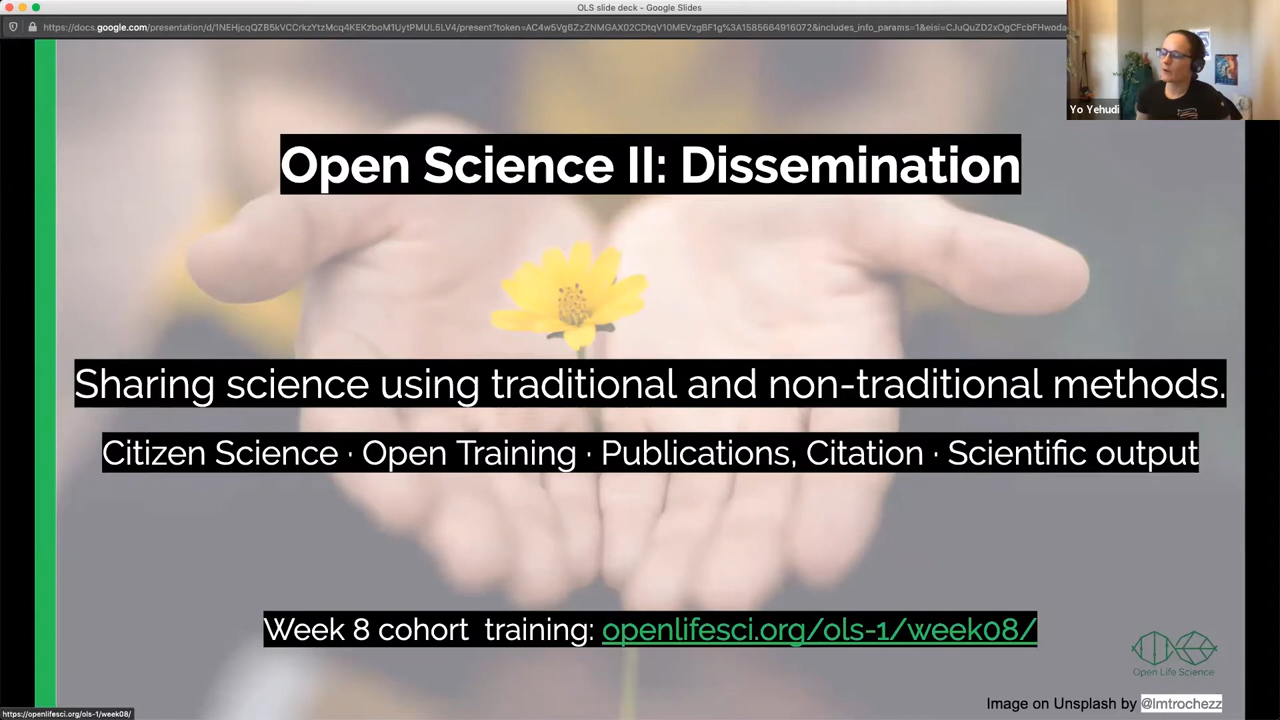 OLS slide deck - Google Slides
Yo Yehudi
Open Science II: Dissemination
Sharing science using traditional and non-traditional methods.
Citizen Science · Open Training · Publications, Citation · Scientific output
Week 8 cohort training: openlifesci.org/ols-1/week08/
Open Life Science
Image on Unsplash by @lmtrochezz
https://openlifesci.org/ols-1/week08/